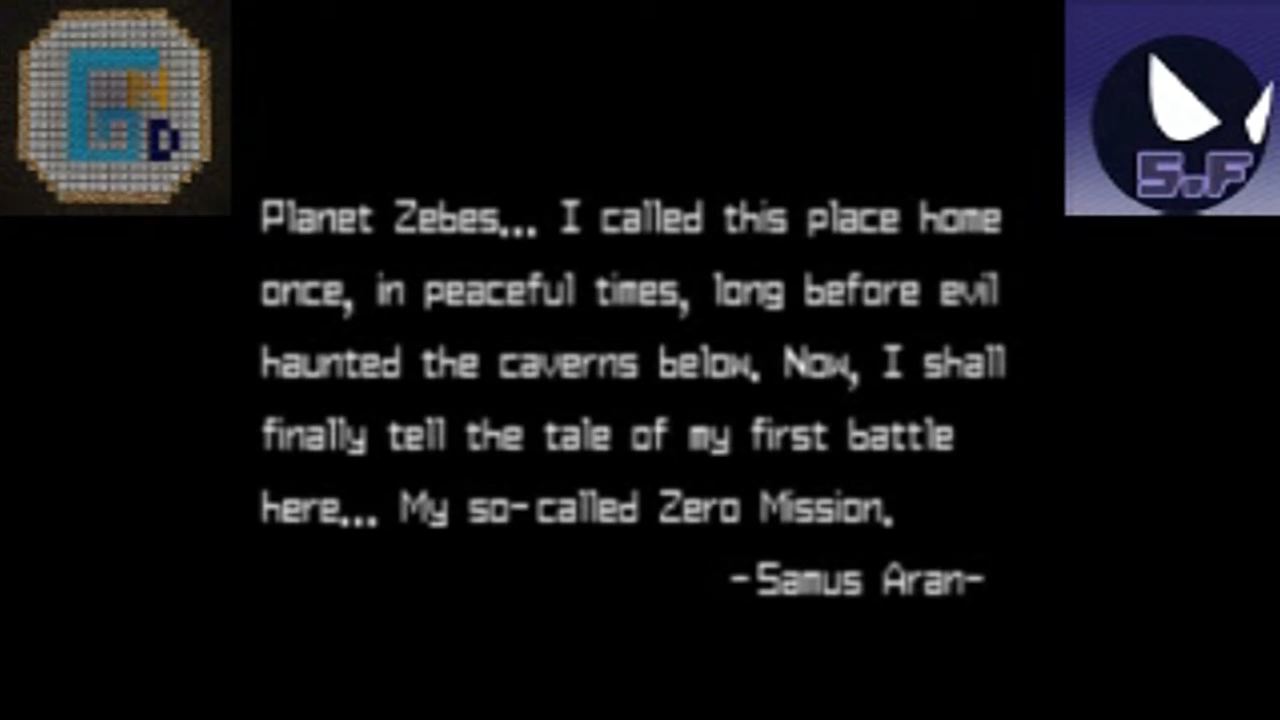 G
D
S.F
Planet Zebes... I called this place home
once, in peaceful times, long before evil
haunted the caverns below. Now, I shall
finally tell the tale of my first battle
here... My so-called Zero Mission.
-Samus Aran-